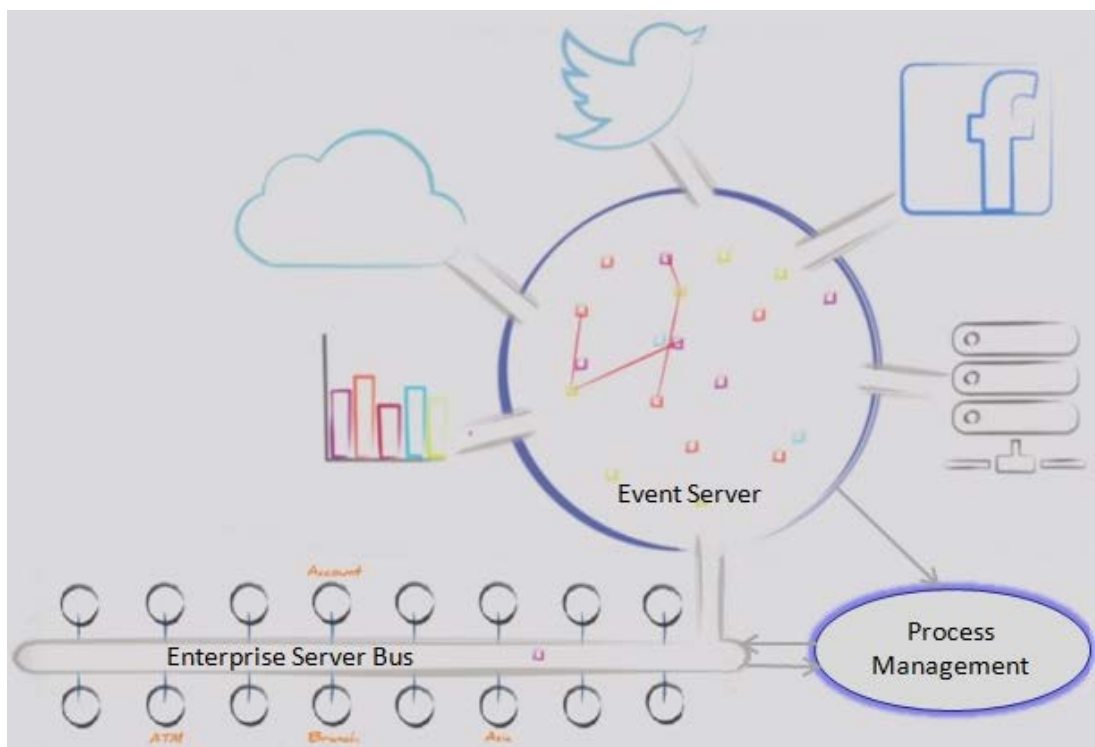 f
Event Server
Account
Process
Management
Enterprise Server Bus
ATM
Branch